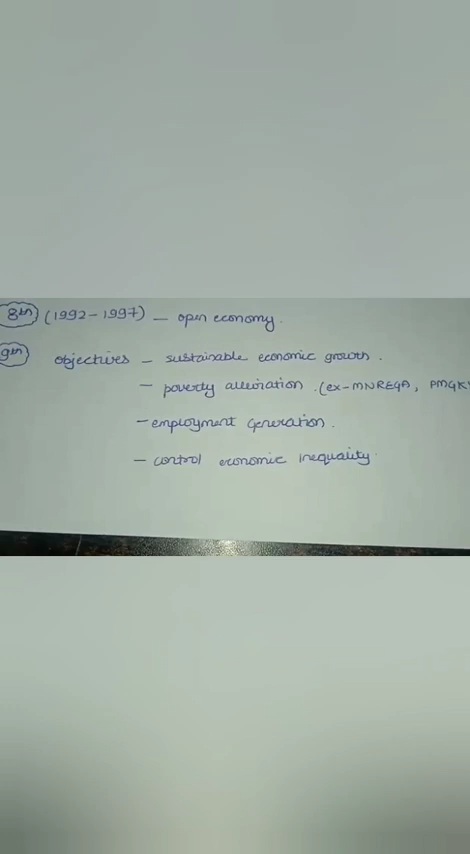 8th (1992-1997) — open economy.
9th objectives — sustainable economic growth.
— poverty alleviation. (ex-MNREGA, PMGKY
— employment Generation.
— control economic inequality.